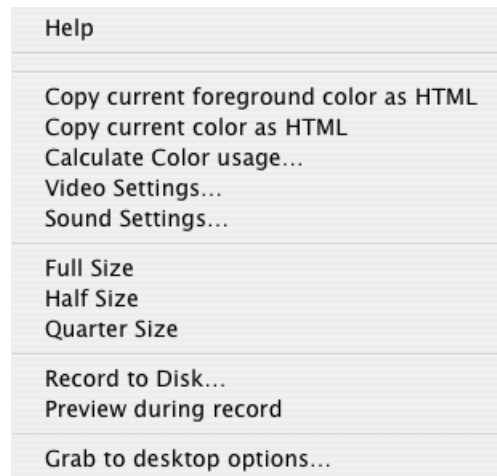 Help
Copy current foreground color as HTML
Copy current color as HTML
Calculate Color usage...
Video Settings...
Sound Settings...
Full Size
Half Size
Quarter Size
Record to Disk...
Preview during record
Grab to desktop options...